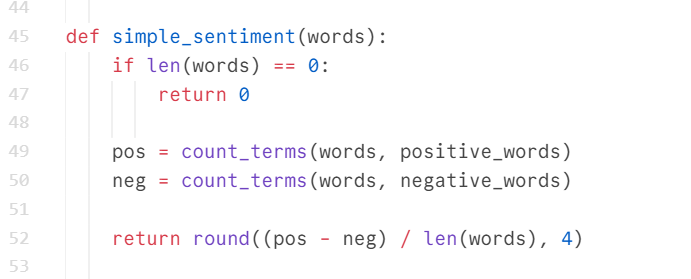 44
45 def simple_sentiment(words):
46 if len(words) == 0:
47 return 0
48
49 pos = count_terms(words, positive_words)
50 neg = count_terms(words, negative_words)
51
52 return round((pos - neg) / len(words), 4)
53